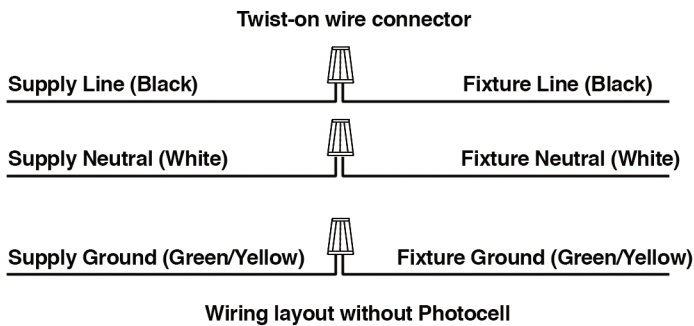 Twist-on wire connector
Supply Line (Black) Fixture Line (Black)
Supply Neutral (White) Fixture Neutral (White)
Supply Ground (Green/Yellow) Fixture Ground (Green/Yellow)
Wiring layout without Photocell